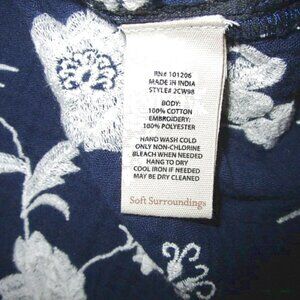 RN# 101206
MADE IN INDIA
STYLE# 2CW98
BODY:
100% COTTON
EMBROIDERY:
100% POLYESTER
HAND WASH COLD
ONLY NON-CHLORINE
BLEACH WHEN NEEDED
HANG TO DRY
COOL IRON IF NEEDED
MAY BE DRY CLEANED
Soft Surroundings